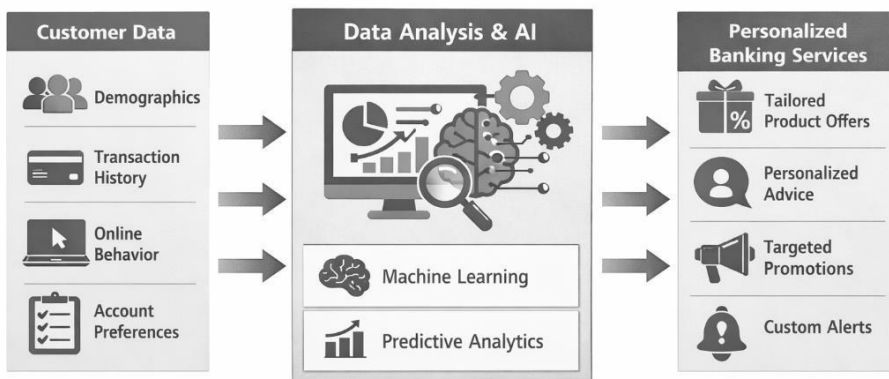 Customer Data
Demographics
Transaction
History
Online
Behavior
Account
Preferences
Data Analysis & AI
Machine Learning
Predictive Analytics
Personalized
Banking Services
%
Tailored
Product Offers
Personalized
Advice
Targeted
Promotions
Custom Alerts